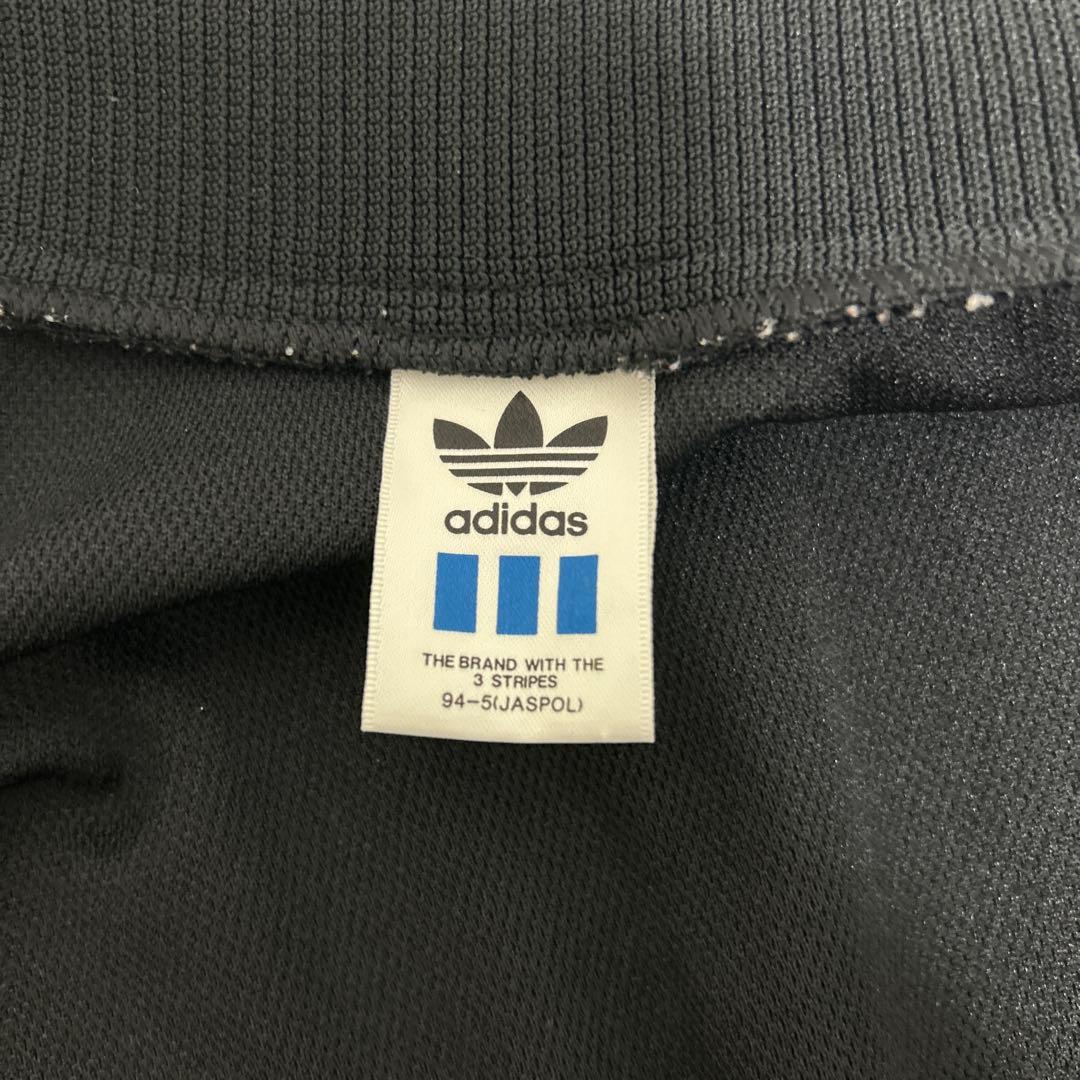 adidas
THE BRAND WITH THE
3 STRIPES
94-5(JASPOL)